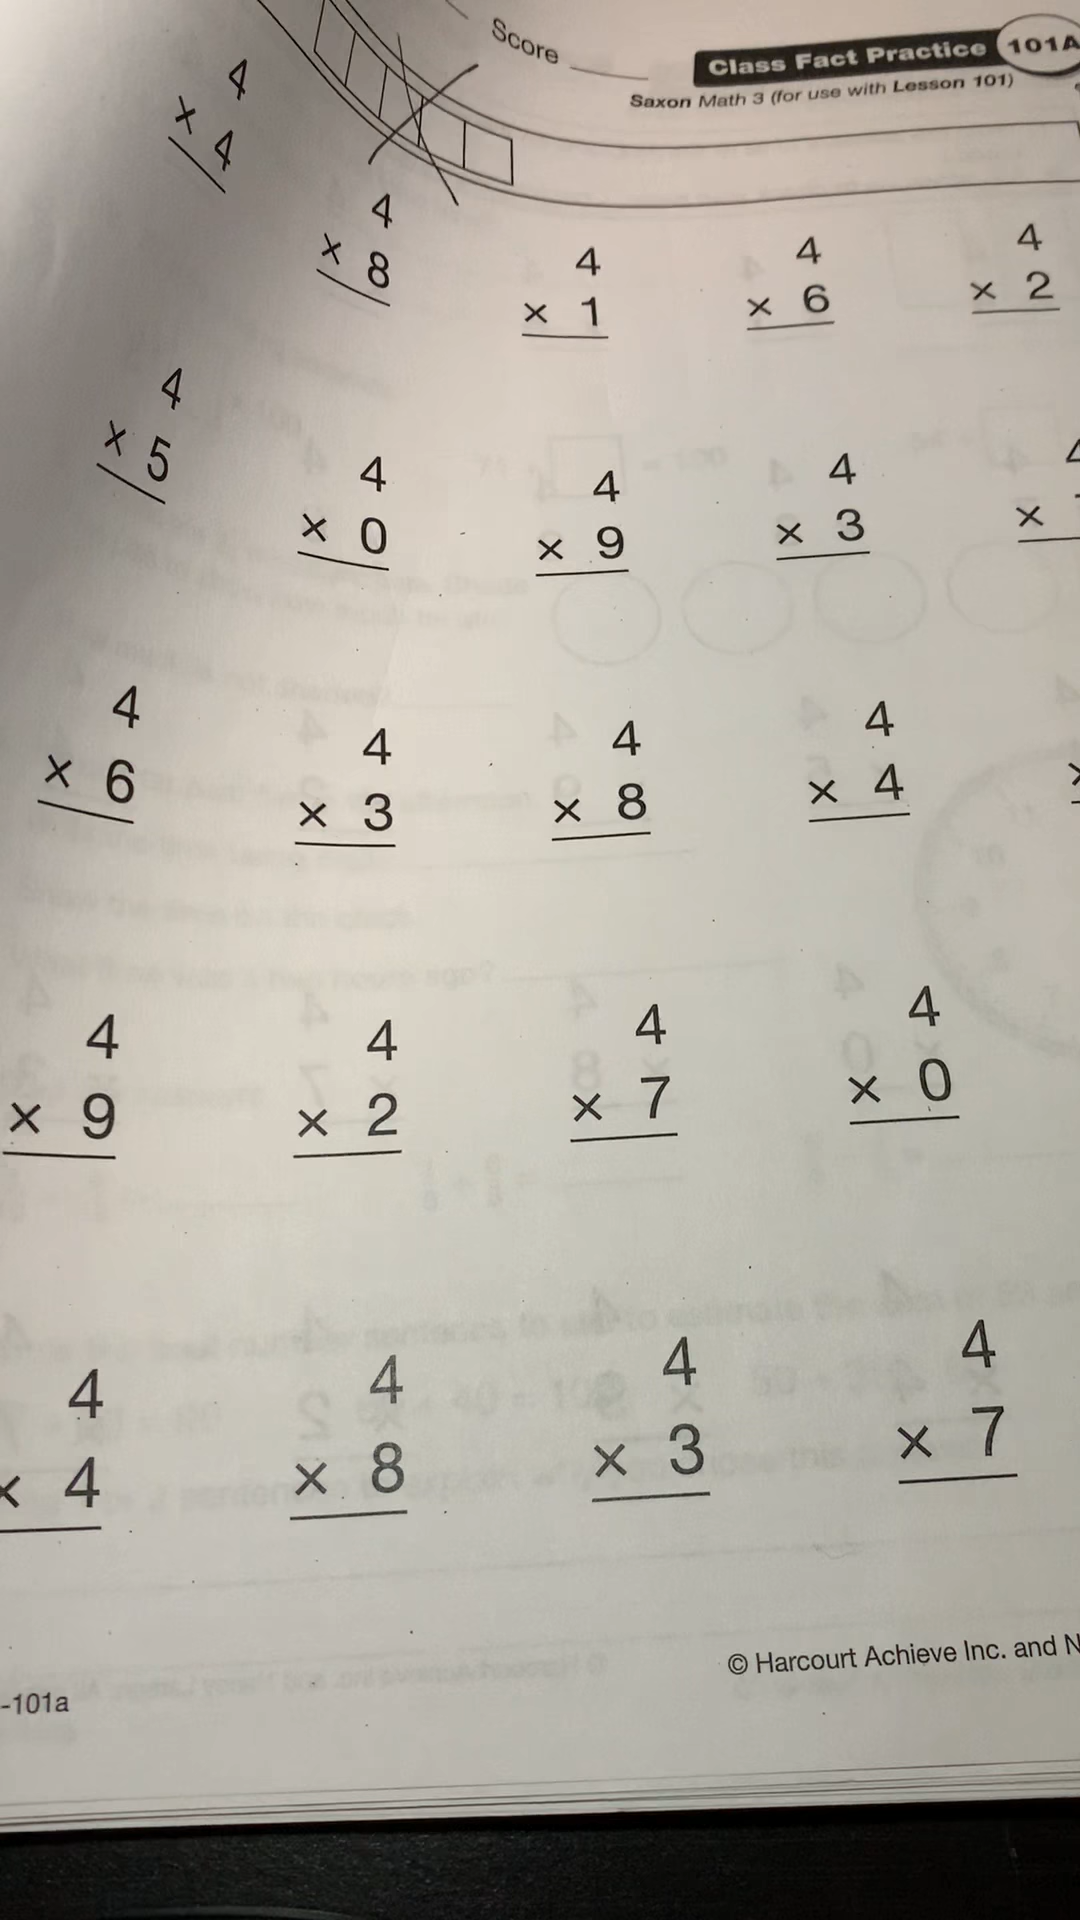 Score
Class Fact Practice 101A
Saxon Math 3 (for use with Lesson 101)
4 4 4 4 4
× 4 × 8 × 1 × 6 × 2
4 4 4 4
× 5 × 0 × 9 × 3 ×
4 4 4 4
× 6 × 3 × 8 × 4
4 4 4 4
× 9 × 2 × 7 × 0
4 4 4 4
× 4 × 8 × 3 × 7
© Harcourt Achieve Inc. and
-101a